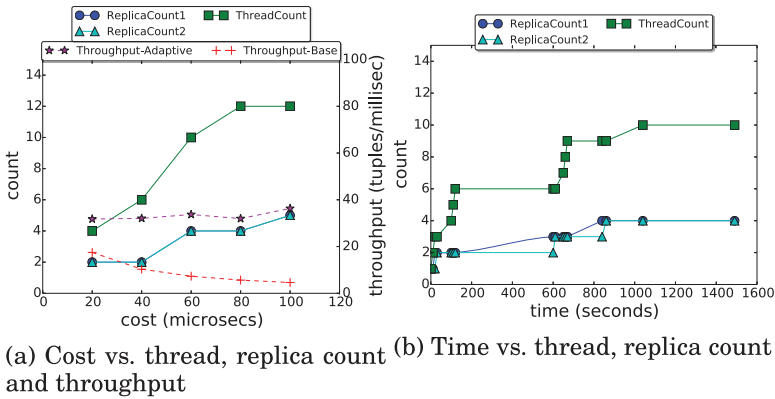 ReplicaCount1 ThreadCount
ReplicaCount2
Throughput-Adaptive Throughput-Base
14
12
10
8
6
4
2
0
count
100
80
60
40
20
0
throughput (tuples/millisec)
0 20 40 60 80 100 120
cost (microsecs)
(a) Cost vs. thread, replica count
and throughput
ReplicaCount1 ThreadCount
ReplicaCount2
14
12
10
8
6
4
2
0
count
0 200 400 600 800 1000 1200 1400 1600
time (seconds)
(b) Time vs. thread, replica count